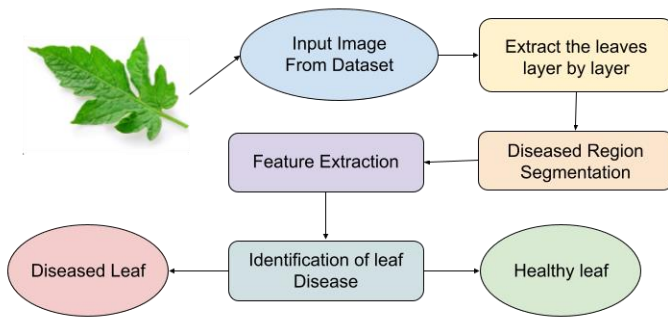 Input Image
From Dataset
Extract the leaves
layer by layer
Feature Extraction
Diseased Region
Segmentation
Diseased Leaf
Identification of leaf
Disease
Healthy leaf